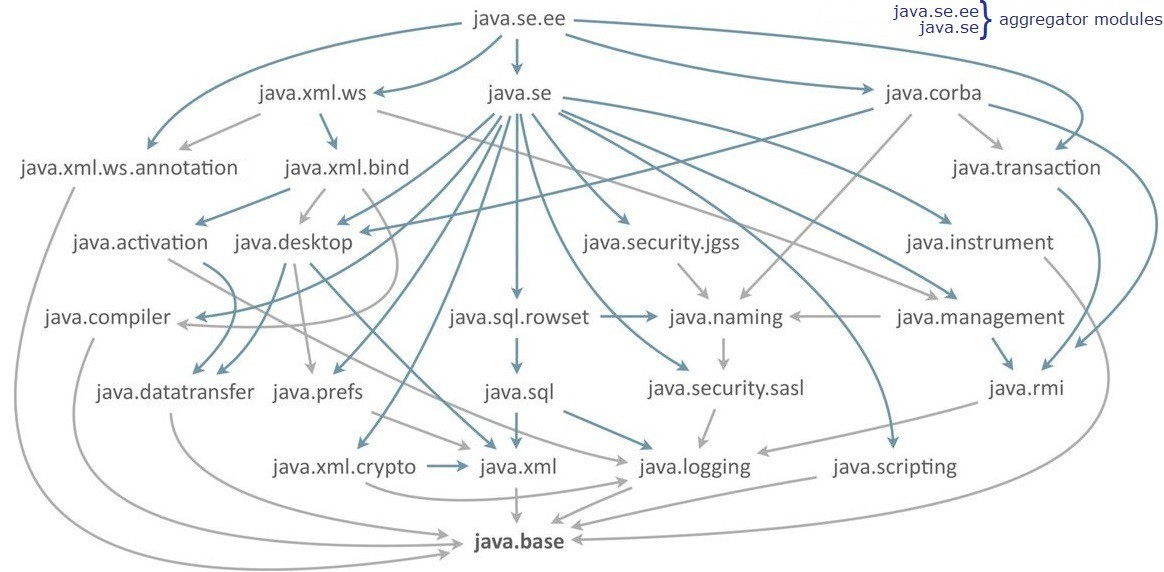 java.se.ee
java.se.ee
java.se
} aggregator modules
java.xml.ws
java.se
java.corba
java.xml.ws.annotation
java.xml.bind
java.transaction
java.activation
java.desktop
java.security.jgss
java.instrument
java.compiler
java.sql.rowset
java.naming
java.management
java.datatransfer
java.prefs
java.sql
java.security.sasl
java.rmi
java.xml.crypto
java.xml
java.logging
java.scripting
java.base